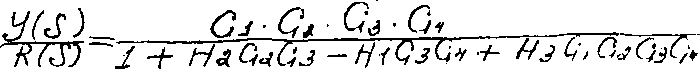 Y(S)/R(S) = G1 · G2 · G3 · G4 / 1 + H2G2G3 - H1G3G4 + H3G1G2G3G4